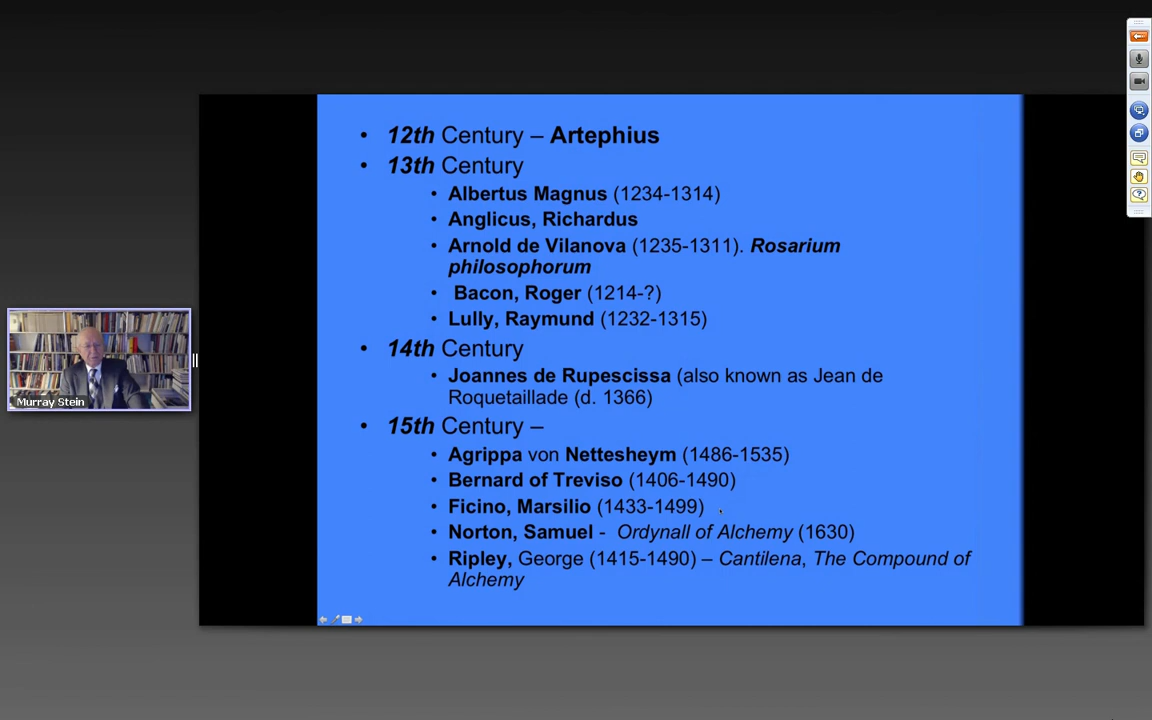 • 12th Century – Artephius
• 13th Century
• Albertus Magnus (1234-1314)
• Anglicus, Richardus
• Arnold de Vilanova (1235-1311). Rosarium
philosophorum
• Bacon, Roger (1214-?)
• Lully, Raymund (1232-1315)
• 14th Century
• Joannes de Rupescissa (also known as Jean de
Roquetaillade (d. 1366)
• 15th Century –
• Agrippa von Nettesheym (1486-1535)
• Bernard of Treviso (1406-1490)
• Ficino, Marsilio (1433-1499)
• Norton, Samuel - Ordynall of Alchemy (1630)
• Ripley, George (1415-1490) – Cantilena, The Compound of
Alchemy
Murray Stein